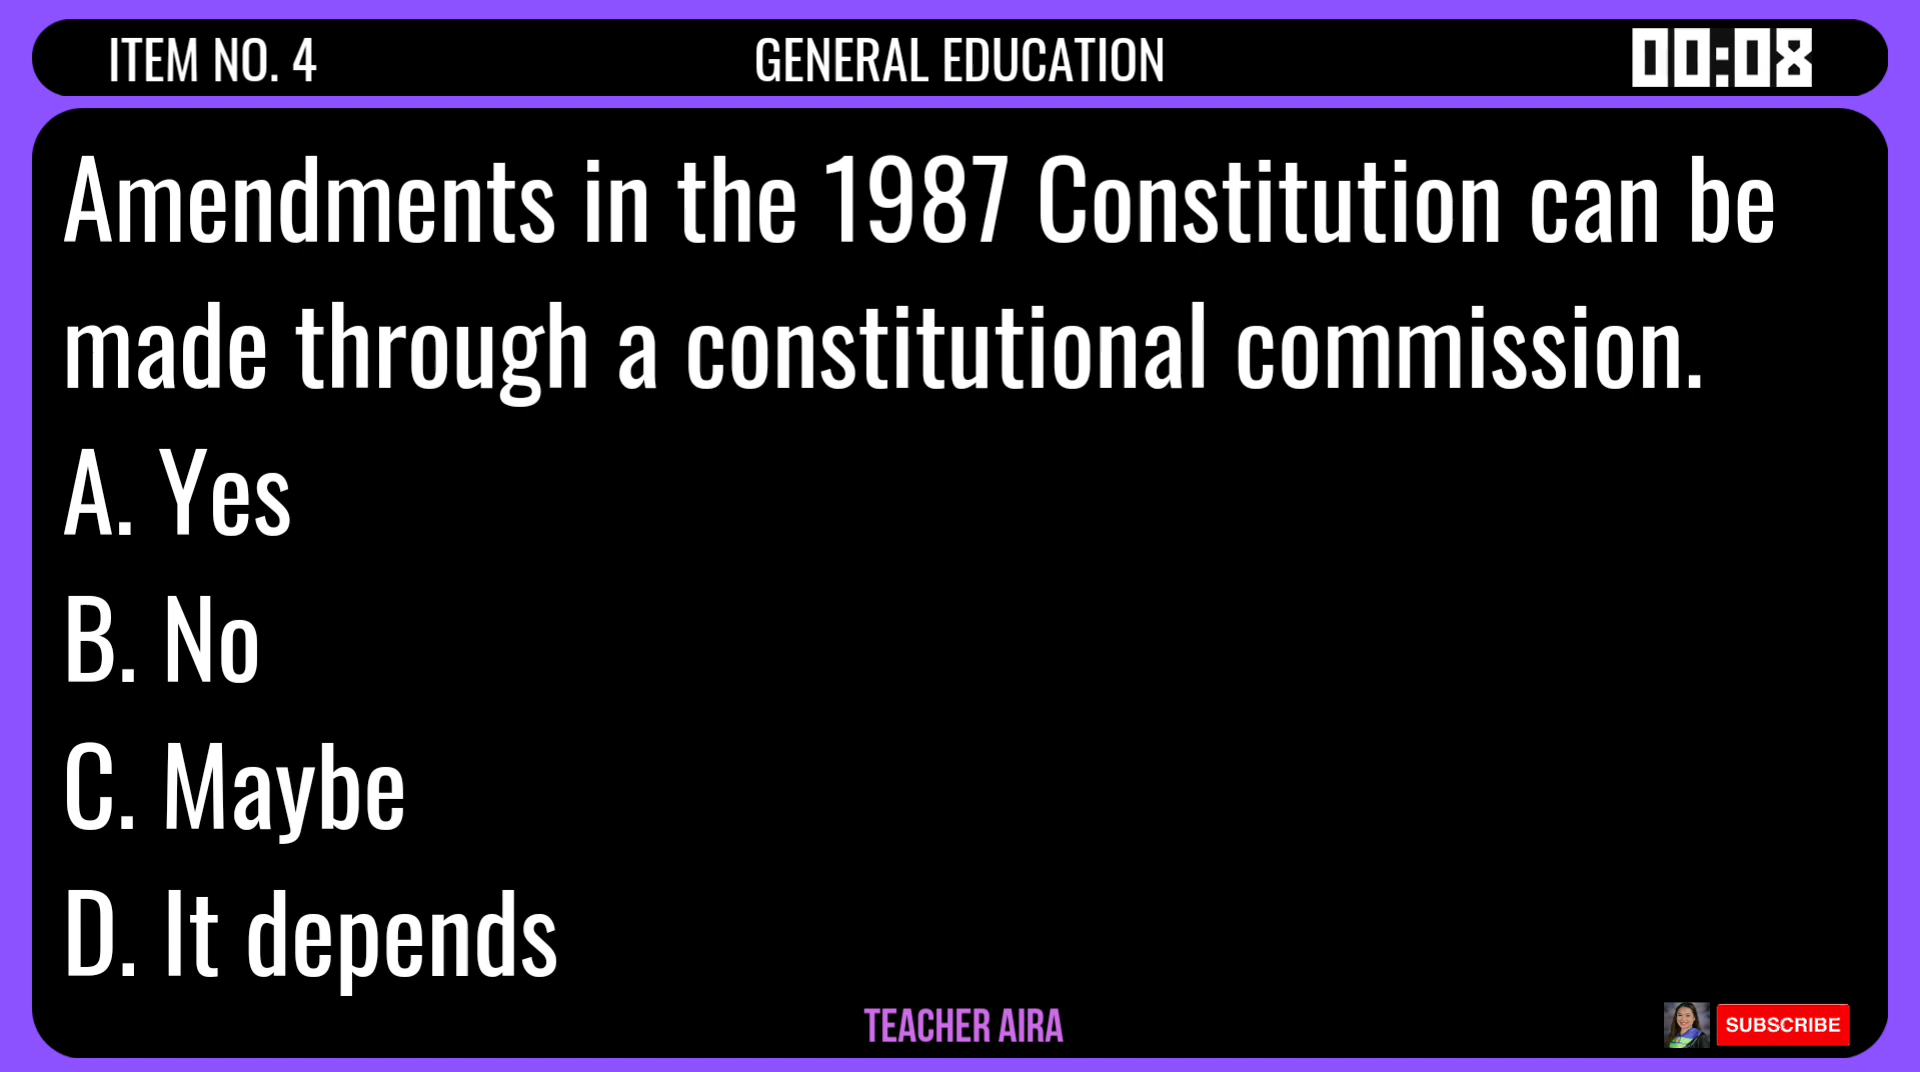 ITEM NO. 4
GENERAL EDUCATION
00:08
Amendments in the 1987 Constitution can be
made through a constitutional commission.
A. Yes
B. No
C. Maybe
D. It depends
TEACHER AIRA
SUBSCRIBE